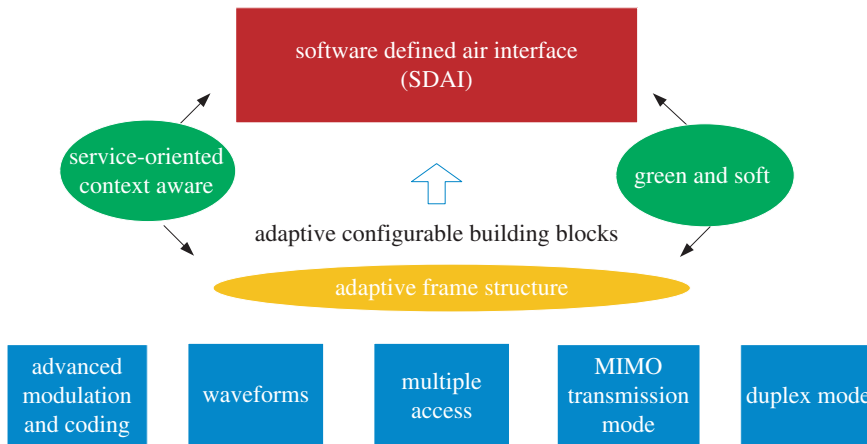 software defined air interface
(SDAI)
service-oriented
context aware
green and soft
adaptive configurable building blocks
adaptive frame structure
advanced
modulation
and coding
waveforms
multiple
access
MIMO
transmission
mode
duplex mode